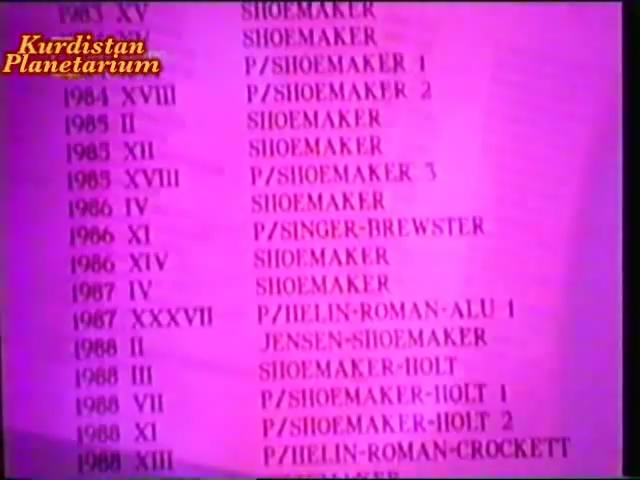 Kurdistan
Planetarium
1983 XV SHOEMAKER
SHOEMAKER
P/SHOEMAKER 1
1984 XVIII P/SHOEMAKER 2
1985 II SHOEMAKER
1985 XII SHOEMAKER
1985 XVIII P/SHOEMAKER 3
1986 IV SHOEMAKER
1986 XI P/SINGER-BREWSTER
1986 XIV SHOEMAKER
1987 IV SHOEMAKER
1987 XXXVII P/HELIN-ROMAN-ALU 1
1988 II JENSEN-SHOEMAKER
1988 III SHOEMAKER-HOLT
1988 VII P/SHOEMAKER-HOLT 1
1988 XI P/SHOEMAKER-HOLT 2
1988 XIII P/HELIN-ROMAN-CROCKETT